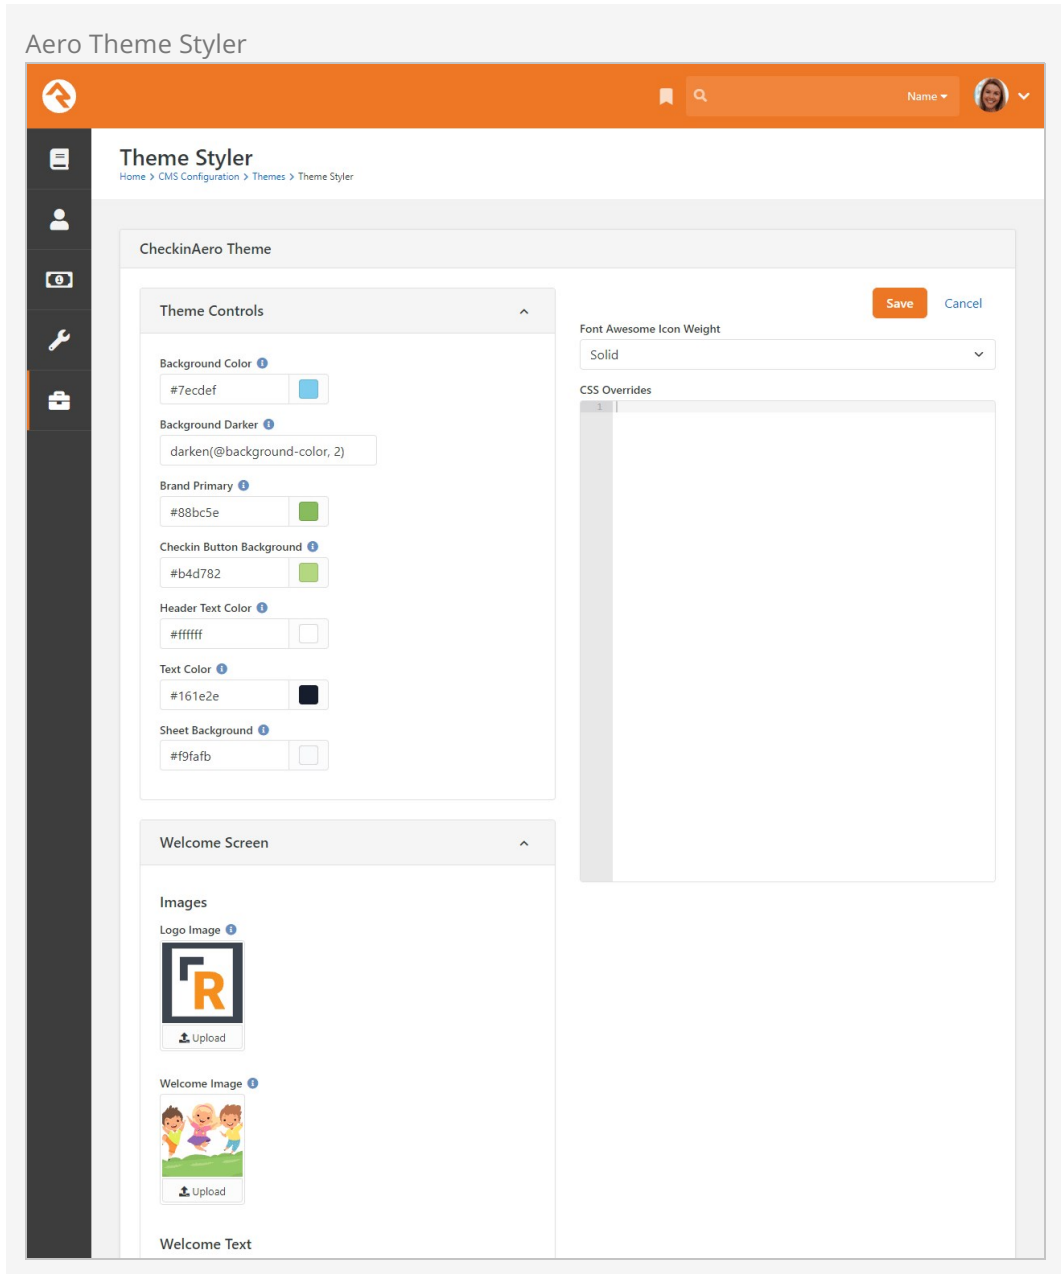 Aero Theme Styler
Name
Theme Styler
Home > CMS Configuration > Themes > Theme Styler
CheckinAero Theme
Theme Controls
Background Color
#7ecdef
Background Darker
darken(@background-color, 2)
Brand Primary
#88bc5e
Checkin Button Background
#b4d782
Header Text Color
#ffffff
Text Color
#161e2e
Sheet Background
#f9fafb
Save Cancel
Font Awesome Icon Weight
Solid
CSS Overrides
1
Welcome Screen
Images
Logo Image
R
Upload
Welcome Image
Upload
Welcome Text